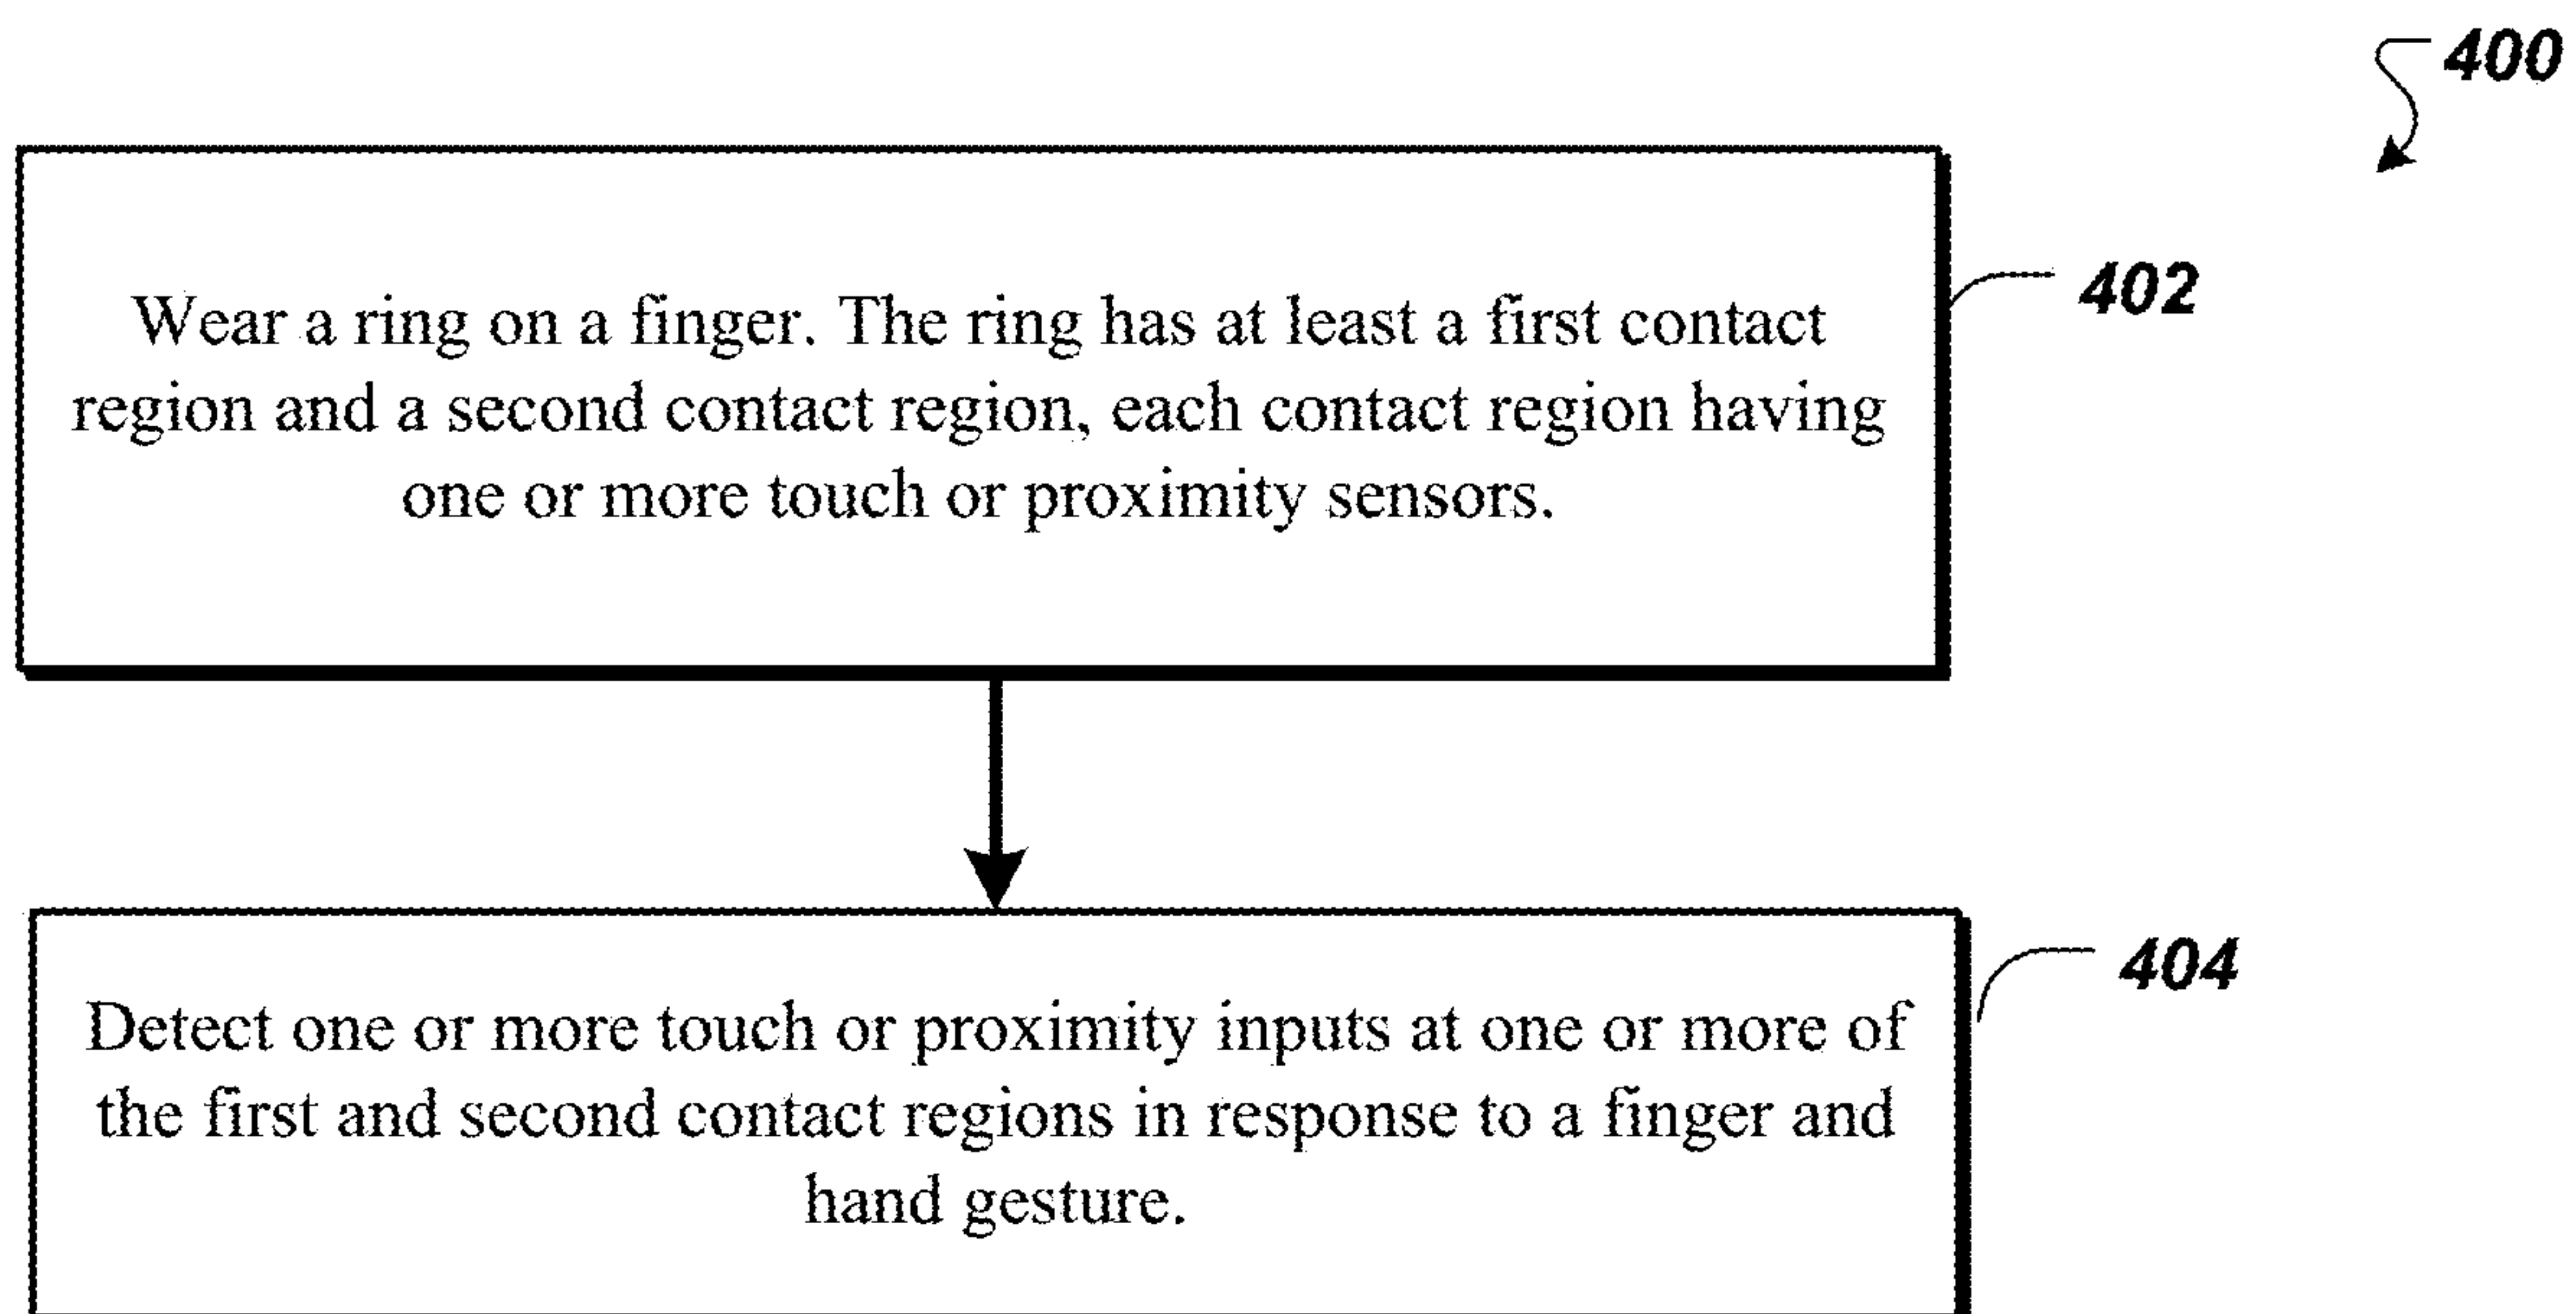 400
Wear a ring on a finger. The ring has at least a first contact
region and a second contact region, each contact region having
one or more touch or proximity sensors.
402
Detect one or more touch or proximity inputs at one or more of
the first and second contact regions in response to a finger and
hand gesture.
404